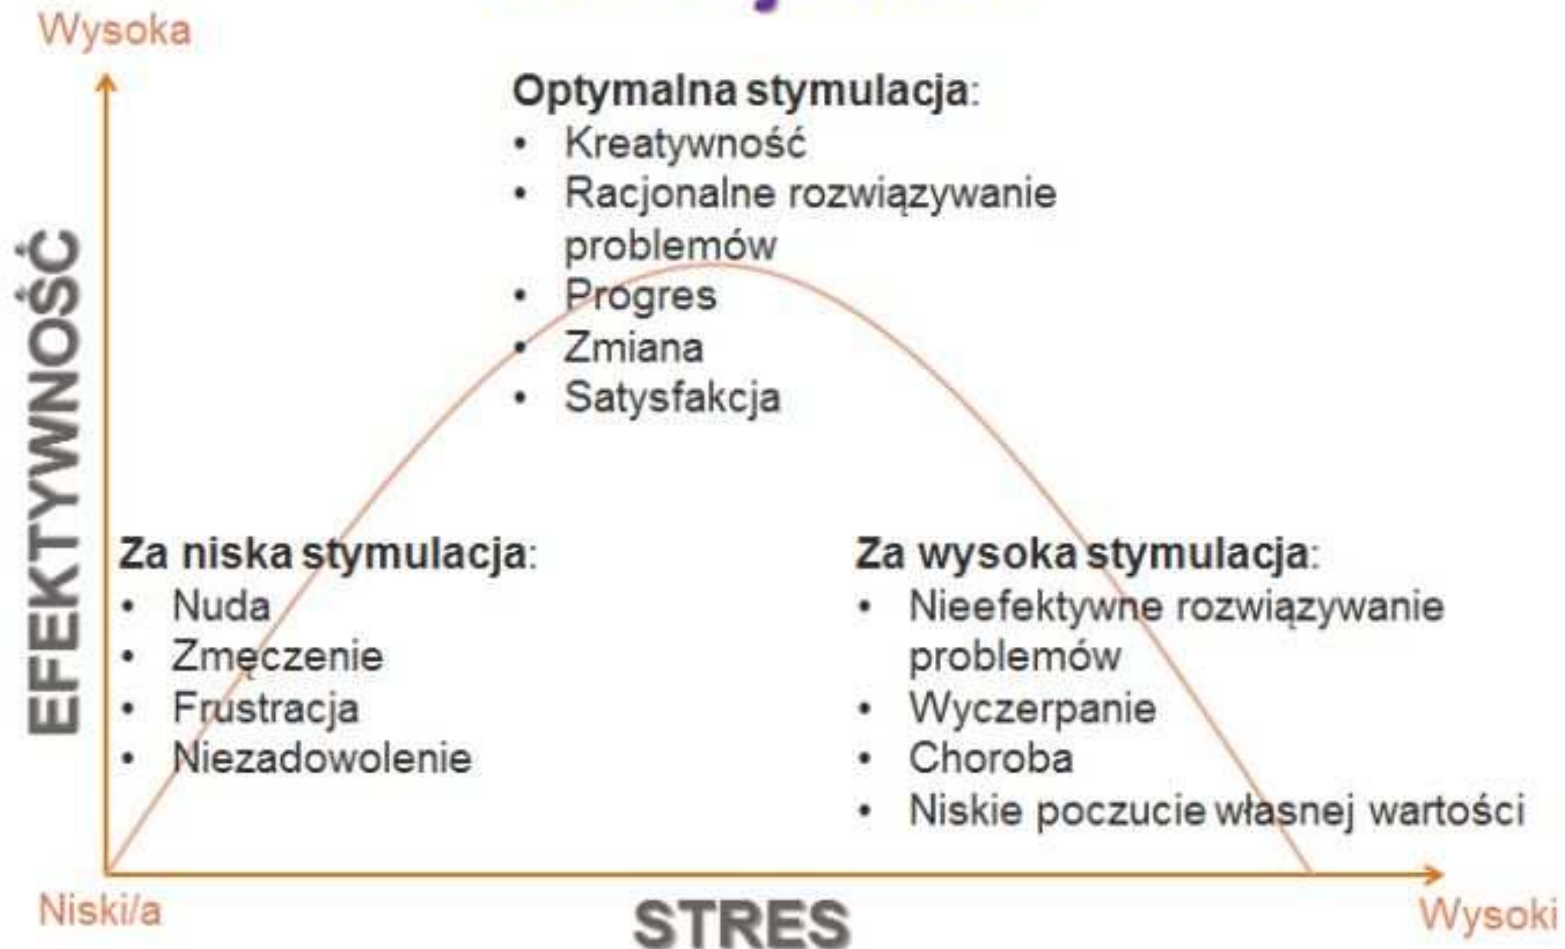 Wysoka
Optymalna stymulacja:
• Kreatywność
• Racjonalne rozwiązywanie
problemów
• Progres
• Zmiana
• Satysfakcja
EFEKTYWNOŚĆ
Za niska stymulacja:
• Nuda
• Zmęczenie
• Frustracja
• Niezadowolenie
Za wysoka stymulacja:
• Nieefektywne rozwiązywanie
problemów
• Wyczerpanie
• Choroba
• Niskie poczucie własnej wartości
Niski/a
STRES
Wysoki